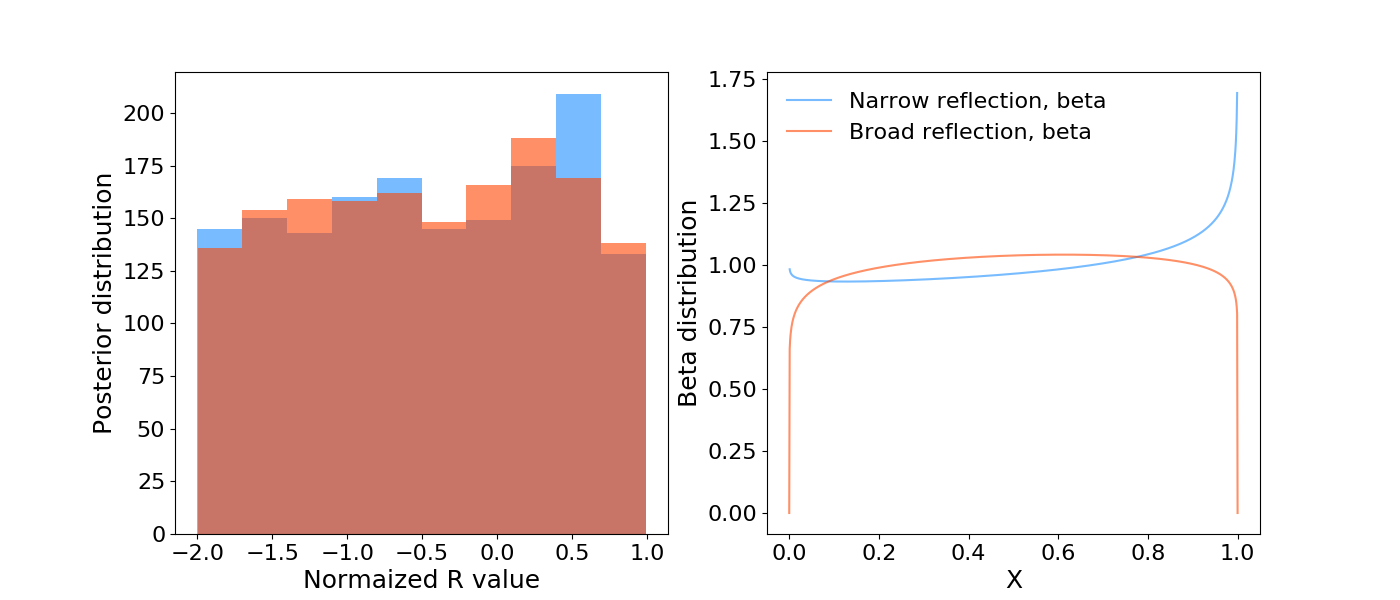 Posterior distribution
200
175
150
125
100
75
50
25
0
−2.0 −1.5 −1.0 −0.5 0.0 0.5 1.0
Normaized R value
Beta distribution
1.75
1.50
1.25
1.00
0.75
0.50
0.25
0.00
Narrow reflection, beta
Broad reflection, beta
0.0 0.2 0.4 0.6 0.8 1.0
X